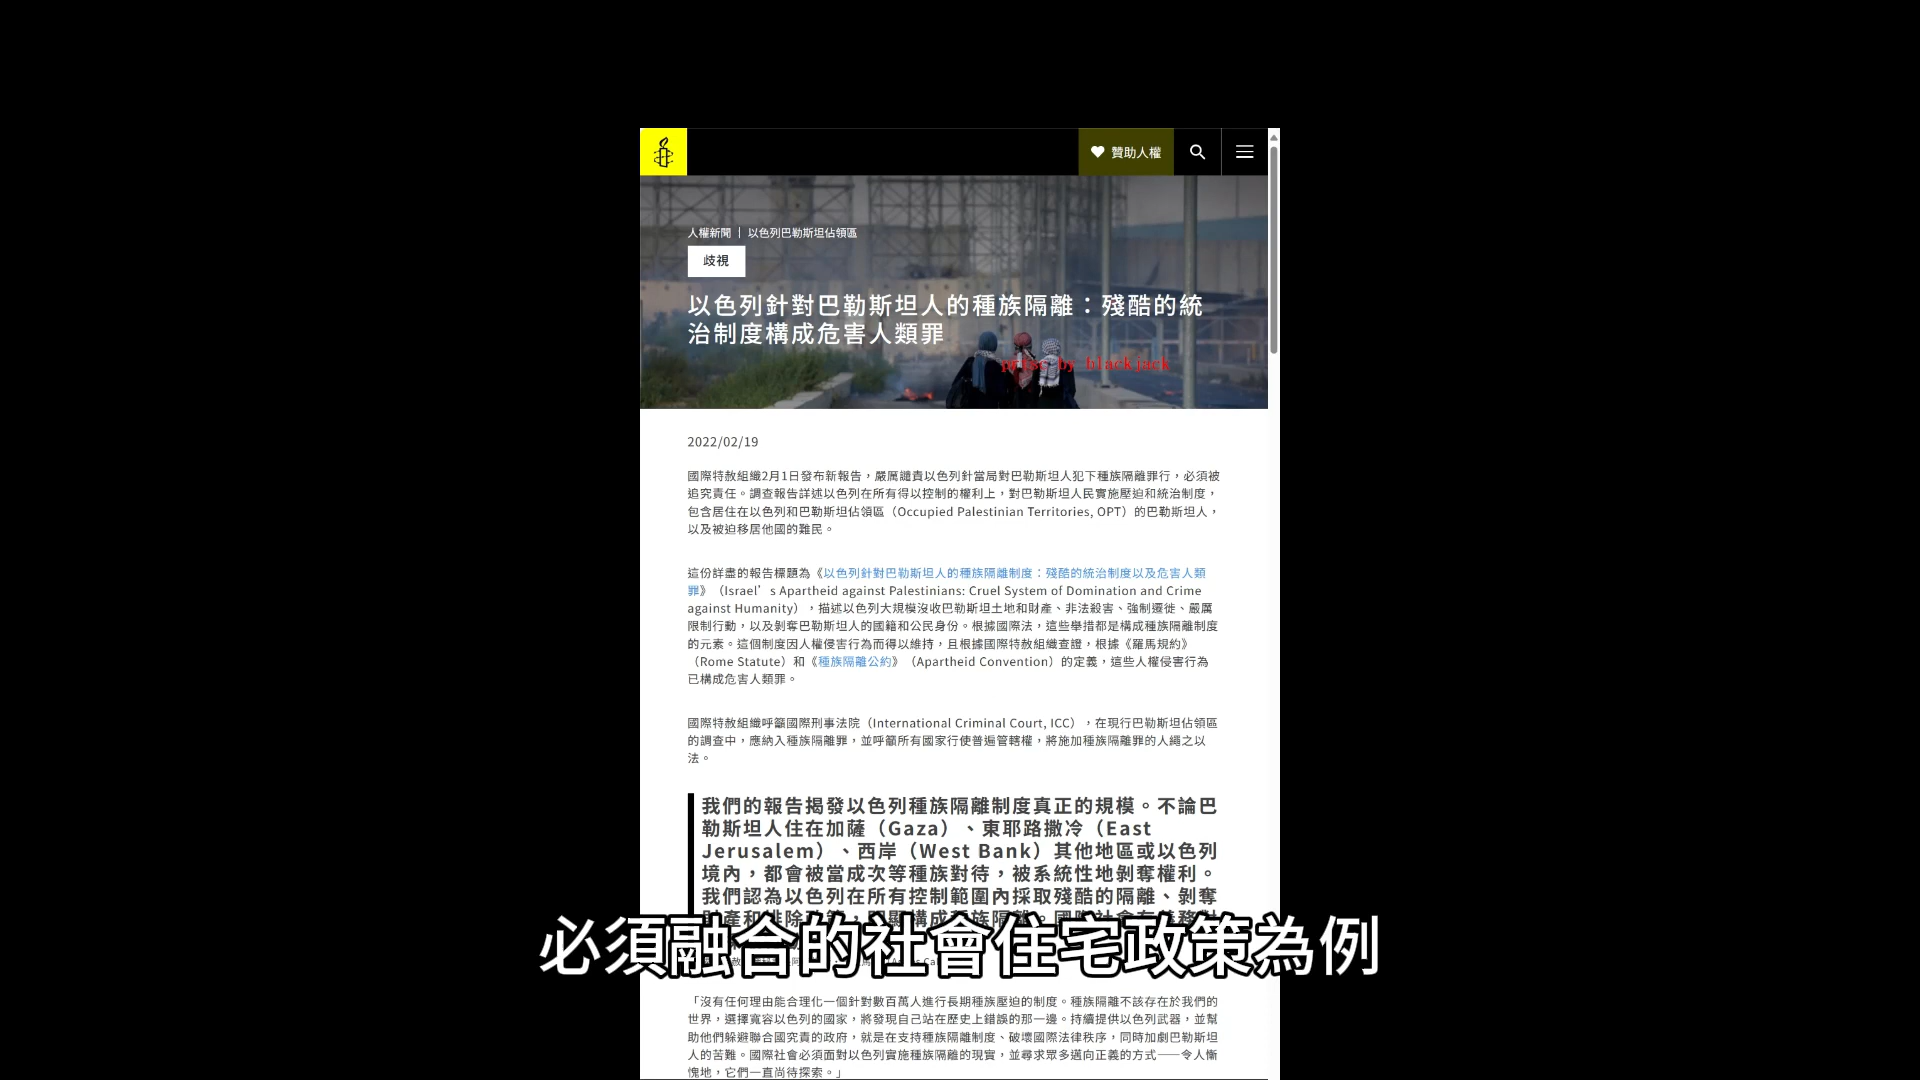 贊助人權
人權新聞 | 以色列巴勒斯坦佔領區
歧視
以色列針對巴勒斯坦人的種族隔離：殘酷的統
治制度構成危害人類罪
by blackjack
2022/02/19
國際特赦組織2月1日發布新報告，嚴厲譴責以色列針當局對巴勒斯坦人犯下種族隔離罪行，必須被
追究責任。調查報告詳述以色列在所有得以控制的權利上，對巴勒斯坦人民實施壓迫和統治制度，
包含居住在以色列和巴勒斯坦佔領區（Occupied Palestinian Territories, OPT）的巴勒斯坦人，
以及被迫移居他國的難民。
這份詳盡的報告標題為《以色列針對巴勒斯坦人的種族隔離制度：殘酷的統治制度以及危害人類
罪》（Israel’s Apartheid against Palestinians: Cruel System of Domination and Crime
against Humanity），描述以色列大規模沒收巴勒斯坦土地和財產、非法殺害、強制遷徙、嚴厲
限制行動，以及剝奪巴勒斯坦人的國籍和公民身份。根據國際法，這些舉措都是構成種族隔離制度
的元素。這個制度因人權侵害行為而得以維持，且根據國際特赦組織查證，根據《羅馬規約》
（Rome Statute）和《種族隔離公約》（Apartheid Convention）的定義，這些人權侵害行為
已構成危害人類罪。
國際特赦組織呼籲國際刑事法院（International Criminal Court, ICC），在現行巴勒斯坦佔領區
的調查中，應納入種族隔離罪，並呼籲所有國家行使普遍管轄權，將施加種族隔離罪的人繩之以
法。
我們的報告揭發以色列種族隔離制度真正的規模。不論巴
勒斯坦人住在加薩（Gaza）、東耶路撒冷（East
Jerusalem）、西岸（West Bank）其他地區或以色列
境內，都會被當成次等種族對待，被系統性地剝奪權利。
我們認為以色列在所有控制範圍內採取殘酷的隔離、剝奪
必須融合的社會住宅政策為例
「沒有任何理由能合理化一個針對數百萬人進行長期種族壓迫的制度。種族隔離不該存在於我們的
世界，選擇寬容以色列的國家，將發現自己站在歷史上錯誤的那一邊。持續提供以色列武器，並幫
助他們躲避聯合國究責的政府，就是在支持種族隔離制度、破壞國際法律秩序，同時加劇巴勒斯坦
人的苦難。國際社會必須面對以色列實施種族隔離的現實，並尋求眾多邁向正義的方式——令人慚
愧地，它們一直尚待探索。」